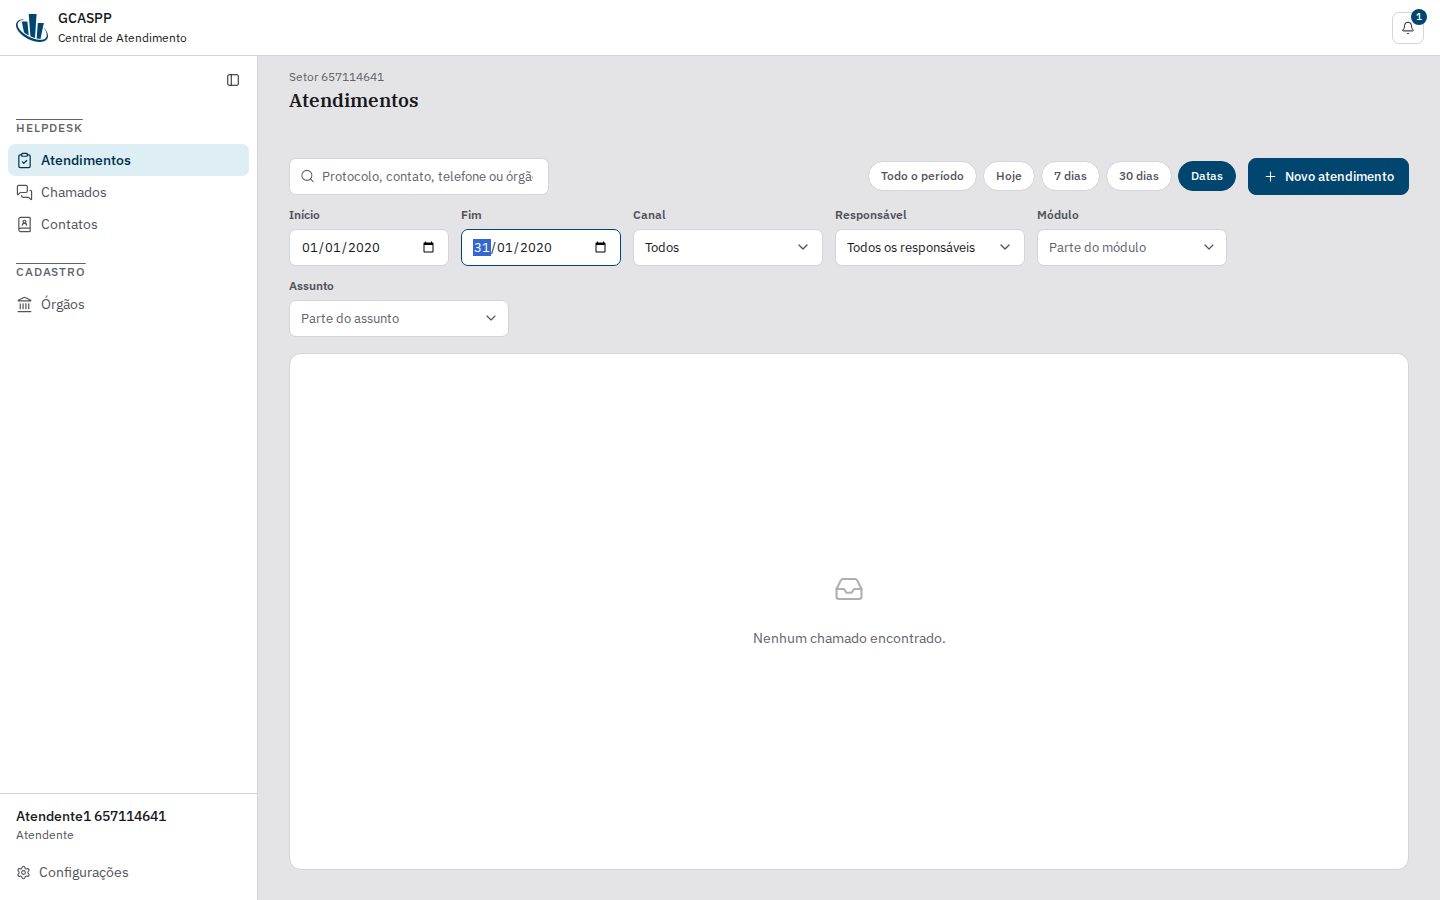 GCASPP
Central de Atendimento
1
HELPDESK
Atendimentos
Chamados
Contatos
CADASTRO
Órgãos
Atendente1 657114641
Atendente
Configurações
Setor 657114641
Atendimentos
Protocolo, contato, telefone ou órgã
Todo o período
Hoje
7 dias
30 dias
Datas
Novo atendimento
Início
Fim
Canal
Responsável
Módulo
01/01/2020
31/01/2020
Todos
Todos os responsáveis
Parte do módulo
Assunto
Parte do assunto
Nenhum chamado encontrado.